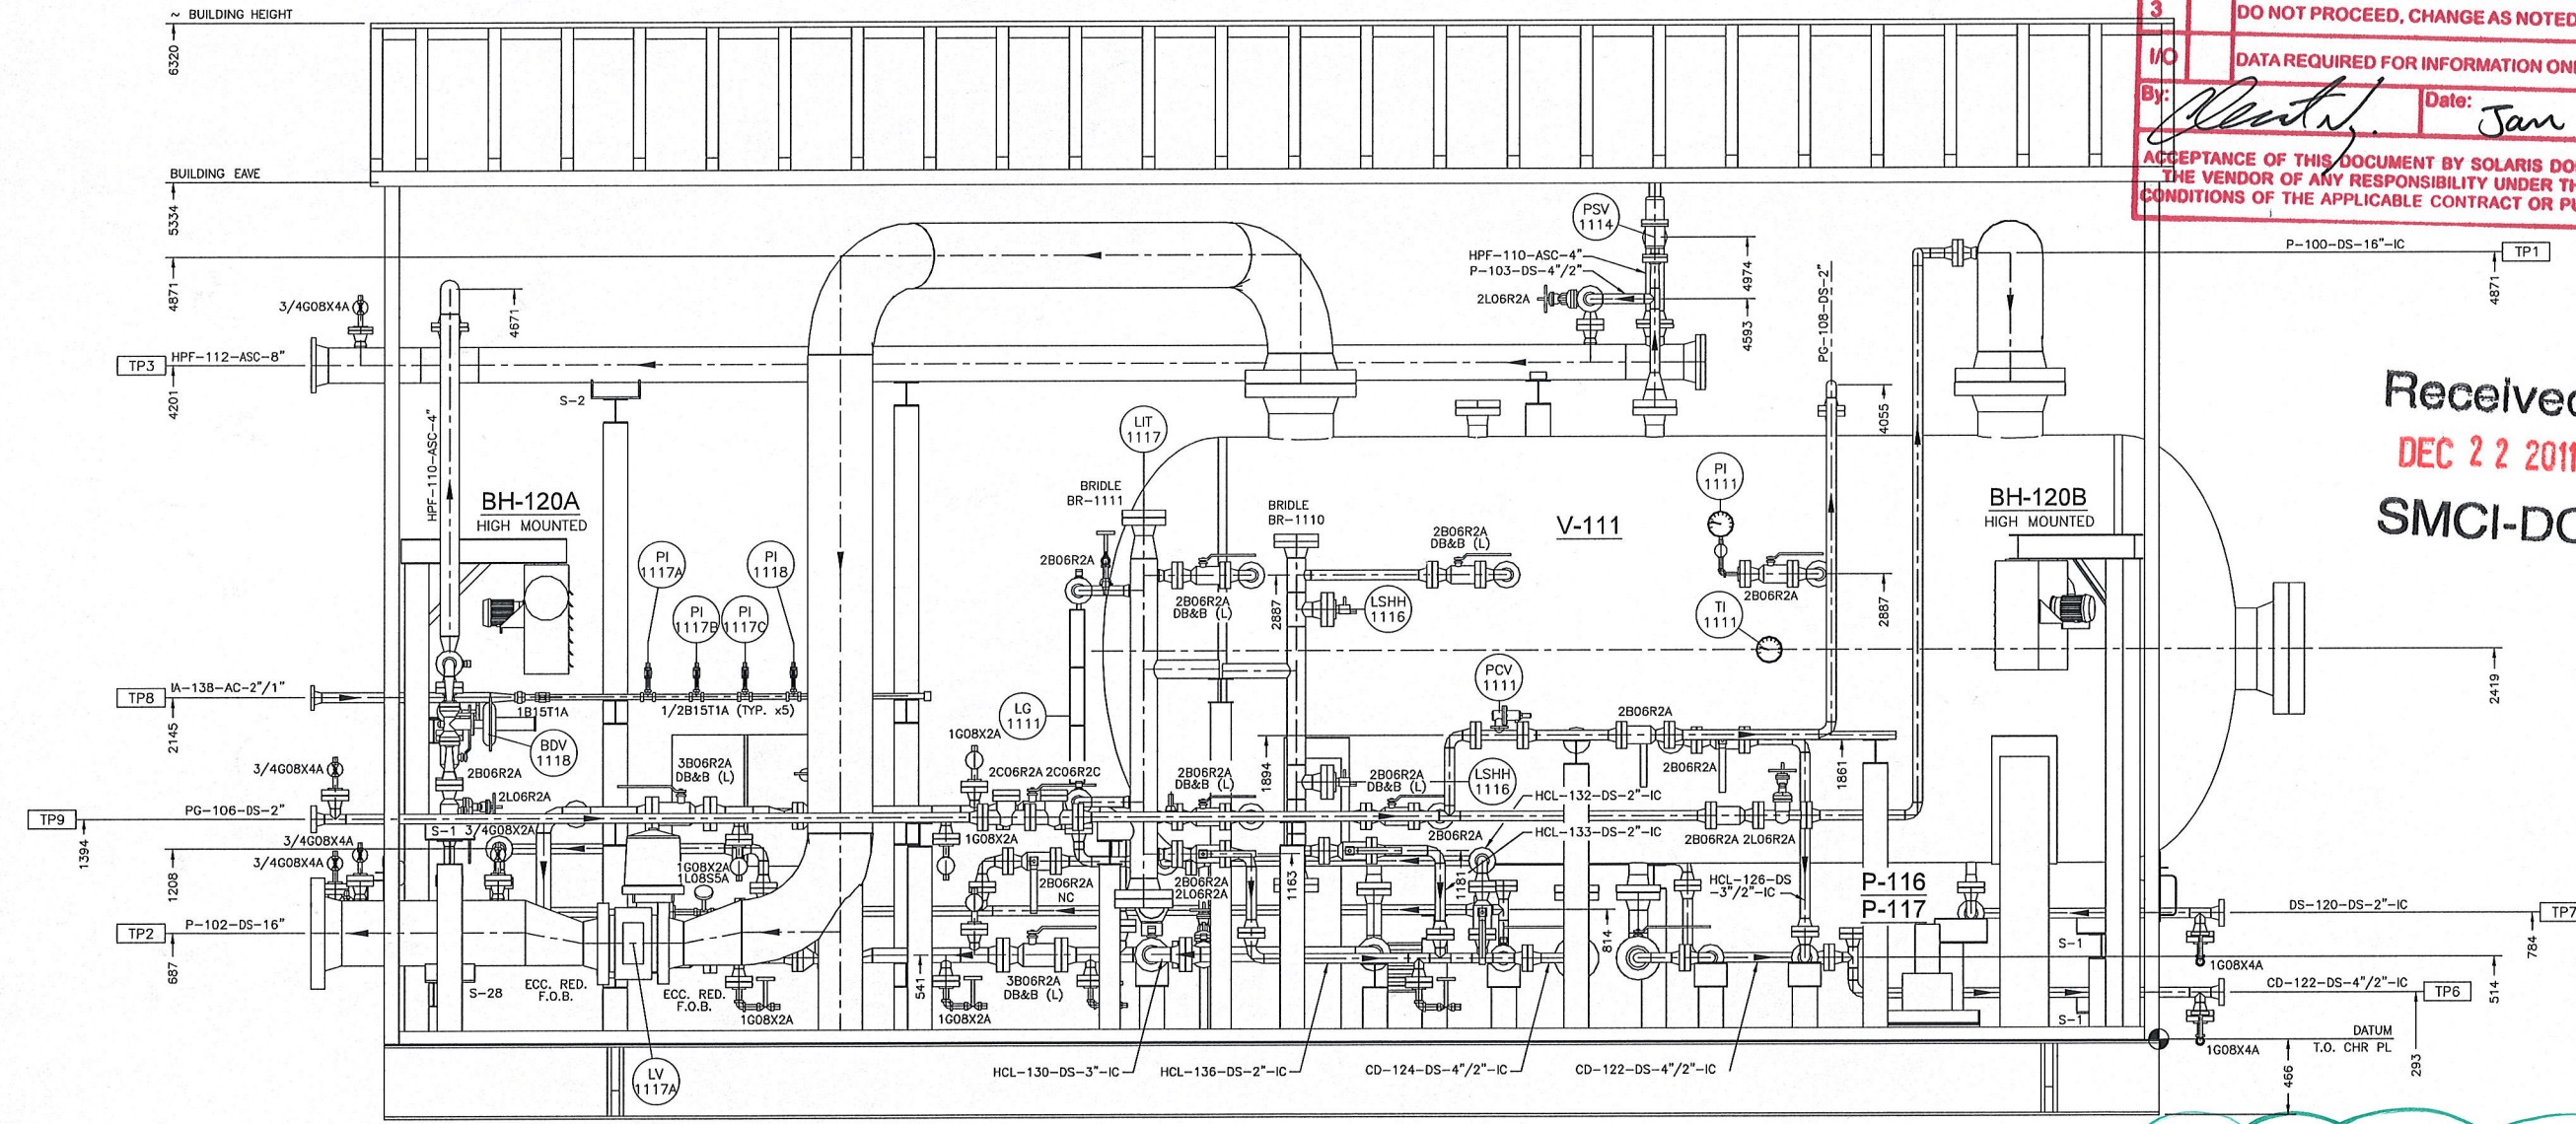 ~ BUILDING HEIGHT
6320
BUILDING EAVE
5334
4871
3
DO NOT PROCEED, CHANGE AS NOTED
I/O
DATA REQUIRED FOR INFORMATION
By:
Date:
Jan
ACCEPTANCE OF THIS DOCUMENT BY SOLARIS
THE VENDOR OF ANY RESPONSIBILITY UNDER
CONDITIONS OF THE APPLICABLE CONTRACT OR
PSV
1114
HPF-110-ASC-4"
P-103-DS-4"/2"
2L06R2A
4974
4593
PG-108-DS-2"
P-100-DS-16"-IC
TP1
4871
3/4G08X4A
4671
TP3
HPF-112-ASC-8"
4201
S-2
HPF-110-ASC-4"
4055
Received
DEC 22 2011
BH-120A
HIGH MOUNTED
LIT
1117
BRIDLE
BR-1111
BRIDLE
BR-1110
V-111
PI
1111
BH-120B
HIGH MOUNTED
2B06R2A
DB&B (L)
PI
1117A
PI
1118
PI
1117B
PI
1117C
2B06R2A
2B06R2A
DB&B (L)
2887
LSHH
1116
2B06R2A
TI
1111
2887
2419
TP8
IA-138-AC-2"/1"
2145
1B15T1A
1/2B15T1A (TYP. x5)
LG
1111
PCV
1111
2B06R2A
BDV
1118
1G08X2A
3B06R2A
DB&B (L)
1894
1861
3/4G08X4A
2B06R2A
2L06R2A
2C06R2A
2C06R2C
2B06R2A
DB&B (L)
2B06R2A
DB&B (L)
LSHH
1116
2B06R2A
TP9
PG-106-DS-2"
1394
S-1
3/4G08X2A
1G08X2A
HCL-132-DS-2"-IC
HCL-133-DS-2"-IC
2B06R2A
2B06R2A
2L06R2A
3/4G08X4A
3/4G08X4A
1208
1G08X2A
1L08S5A
2B06R2A
NC
2B06R2A
2L06R2A
1163
1181
HCL-126-DS
-3"/2"-IC
P-116
P-117
TP2
P-102-DS-16"
687
DS-120-DS-2"-IC
TP7
784
S-28
ECC. RED.
F.O.B.
ECC. RED.
F.O.B.
1G08X2A
541
1G08X2A
3B06R2A
DB&B (L)
814
S-1
1G08X4A
514
CD-122-DS-4"/2"-IC
TP6
293
S-1
1G08X4A
DATUM
T.O. CHR PL
466
LV
1117A
HCL-130-DS-3"-IC
HCL-136-DS-2"-IC
CD-124-DS-4"/2"-IC
CD-122-DS-4"/2"-IC